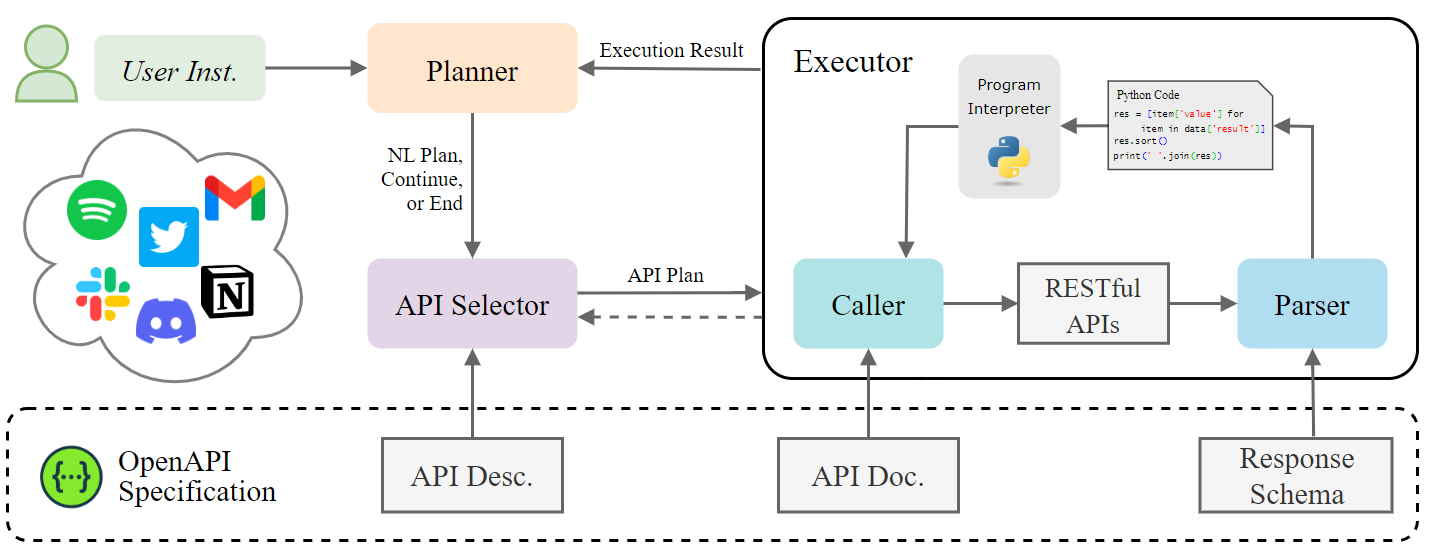 User Inst.
Planner
Execution Result
Executor
Program
Interpreter
Python Code
res = [item['value'] for
item in data['result']]
res.sort()
print(' '.join(res))
NL Plan,
Continue,
or End
N
API Selector
API Plan
Caller
RESTful
APIs
Parser
{···}
OpenAPI
Specification
API Desc.
API Doc.
Response
Schema